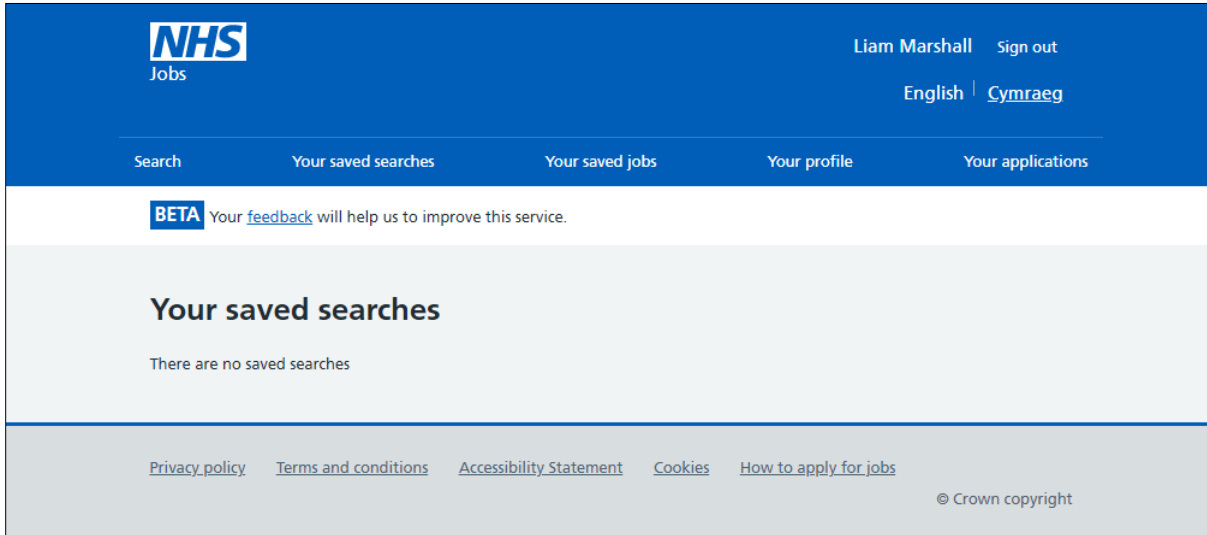 NHS
Jobs
Liam Marshall Sign out
English Cymraeg
Search Your saved searches Your saved jobs Your profile Your applications
BETA Your feedback will help us to improve this service.
Your saved searches
There are no saved searches
Privacy policy Terms and conditions Accessibility Statement Cookies How to apply for jobs
© Crown copyright